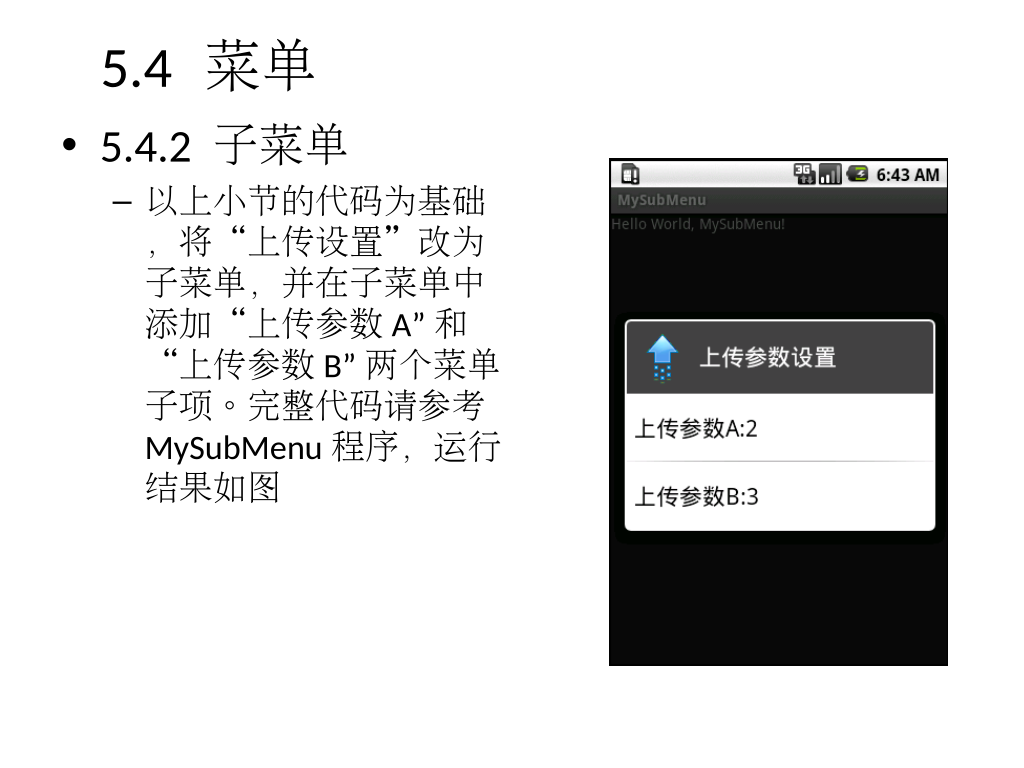 5.4 菜单
• 5.4.2 子菜单
– 以上小节的代码为基础
，将“上传设置”改为
子菜单，并在子菜单中
添加“上传参数 A” 和
“上传参数 B” 两个菜单
子项。完整代码请参考
MySubMenu 程序，运行
结果如图
3G 6:43 AM
MySubMenu
Hello World, MySubMenu!
上传参数设置
上传参数A:2
上传参数B:3